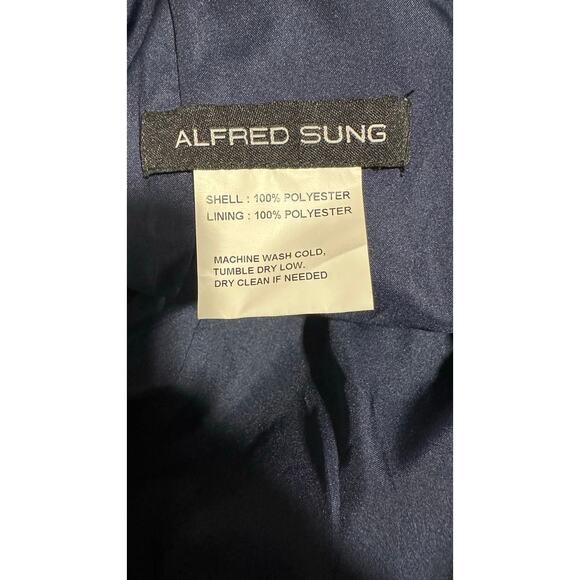 ALFRED SUNG
SHELL : 100% POLYESTER
LINING : 100% POLYESTER
MACHINE WASH COLD,
TUMBLE DRY LOW.
DRY CLEAN IF NEEDED